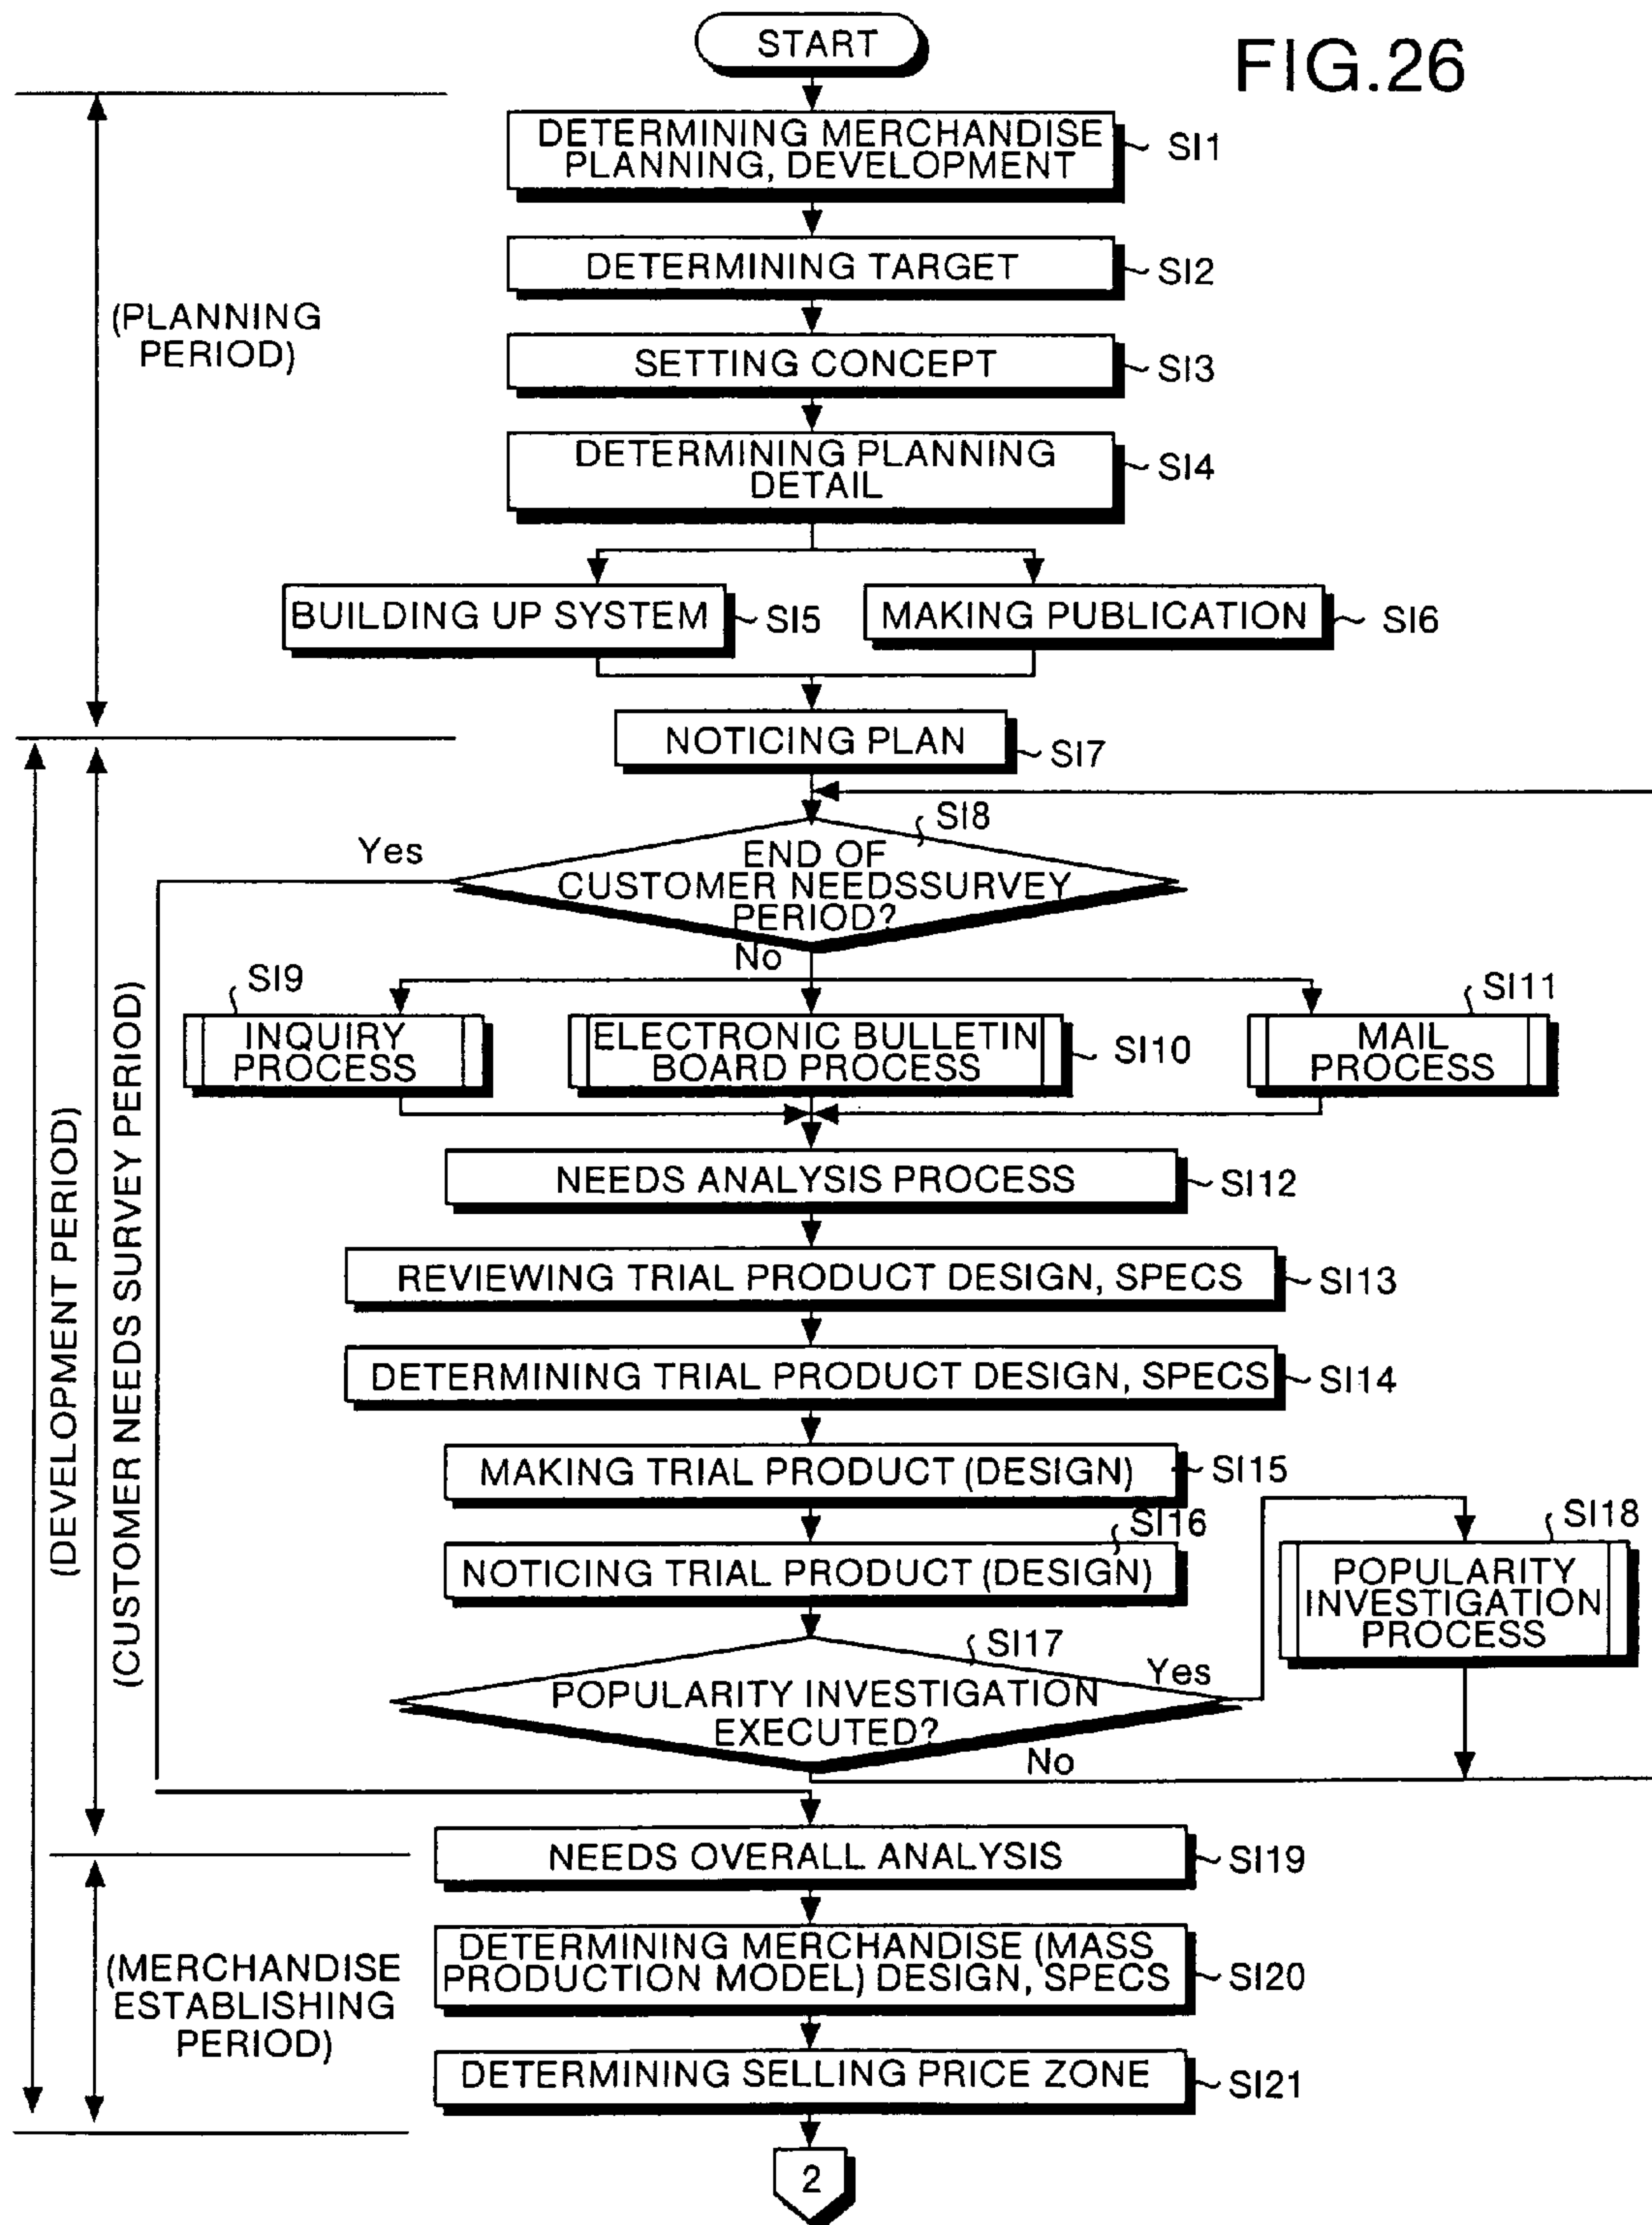 START
FIG.26
DETERMINING MERCHANDISE
PLANNING, DEVELOPMENT
SI1
DETERMINING TARGET
SI2
(PLANNING
PERIOD)
SETTING CONCEPT
SI3
DETERMINING PLANNING
DETAIL
SI4
BUILDING UP SYSTEM
SI5
MAKING PUBLICATION
SI6
NOTICING PLAN
SI7
SI8
Yes
END OF
CUSTOMER NEEDSSURVEY
PERIOD?
No
(DEVELOPMENT PERIOD)
(CUSTOMER NEEDS SURVEY PERIOD)
SI9
INQUIRY
PROCESS
ELECTRONIC BULLETIN
BOARD PROCESS
SI10
SI11
MAIL
PROCESS
NEEDS ANALYSIS PROCESS
SI12
REVIEWING TRIAL PRODUCT DESIGN, SPECS
SI13
DETERMINING TRIAL PRODUCT DESIGN, SPECS
SI14
MAKING TRIAL PRODUCT (DESIGN)
SI15
SI16
NOTICING TRIAL PRODUCT (DESIGN)
SI18
POPULARITY
INVESTIGATION
PROCESS
SI17
Yes
POPULARITY INVESTIGATION
EXECUTED?
No
NEEDS OVERALL ANALYSIS
SI19
(MERCHANDISE
ESTABLISHING
PERIOD)
DETERMINING MERCHANDISE (MASS
PRODUCTION MODEL) DESIGN, SPECS
SI20
DETERMINING SELLING PRICE ZONE
SI21
2